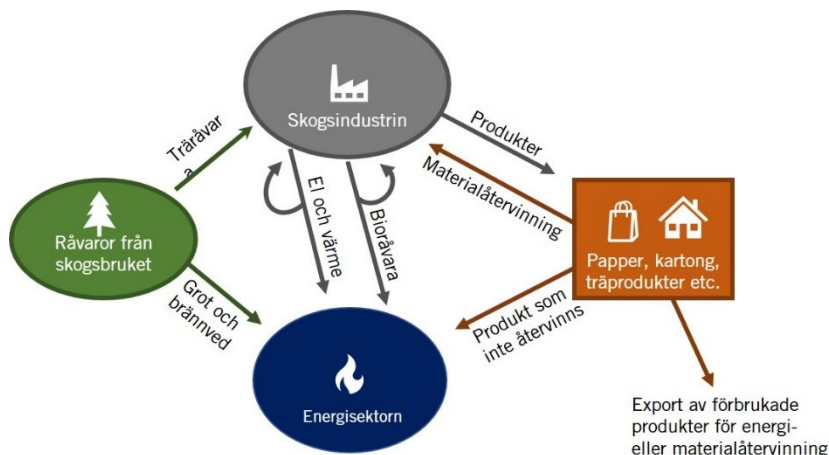 Skogsindustrin
Träråvar
a
Produkter
Materialåtervinning
El och värme
Bioråvara
Råvaror från
skogsbruket
Papper, kartong,
träprodukter etc.
Grot och
brännved
Produkt som
inte återvinns
Energisektorn
Export av förbrukade
produkter för energi-
eller materialåtervinning